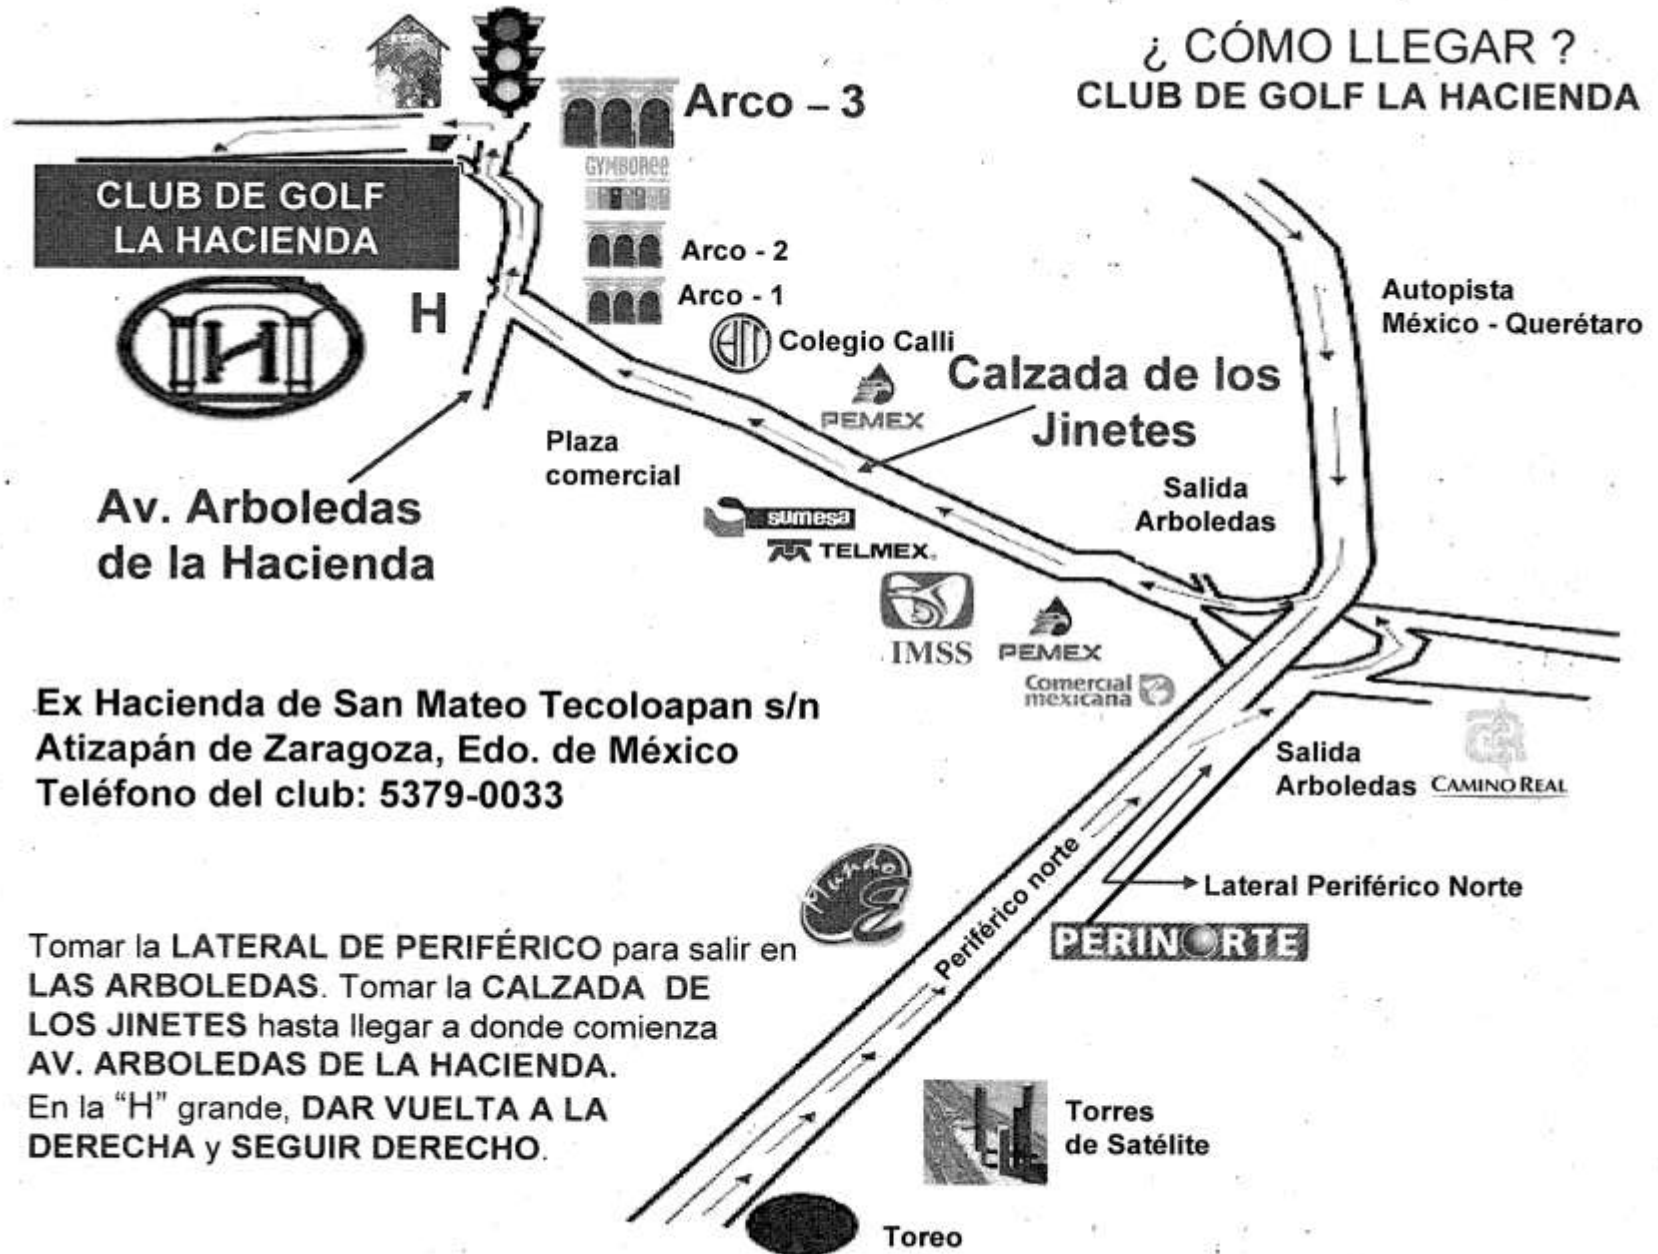 ¿ CÓMO LLEGAR ?
CLUB DE GOLF LA HACIENDA
Arco – 3
GYMBOREE
CLUB DE GOLF
LA HACIENDA
Arco - 2
Arco - 1
H
H
Autopista
México - Querétaro
Colegio Calli
Calzada de los
Jinetes
PEMEX
Plaza
comercial
Salida
Arboledas
Av. Arboledas
de la Hacienda
sumesa
TELMEX
IMSS
PEMEX
Comercial
mexicana
Ex Hacienda de San Mateo Tecoloapan s/n
Atizapán de Zaragoza, Edo. de México
Teléfono del club: 5379-0033
Salida
Arboledas
CAMINO REAL
Mundo
E
Periférico norte
Lateral Periférico Norte
PERINORTE
Tomar la LATERAL DE PERIFÉRICO para salir en
LAS ARBOLEDAS. Tomar la CALZADA DE
LOS JINETES hasta llegar a donde comienza
AV. ARBOLEDAS DE LA HACIENDA.
En la “H” grande, DAR VUELTA A LA
DERECHA y SEGUIR DERECHO.
Torres
de Satélite
Toreo